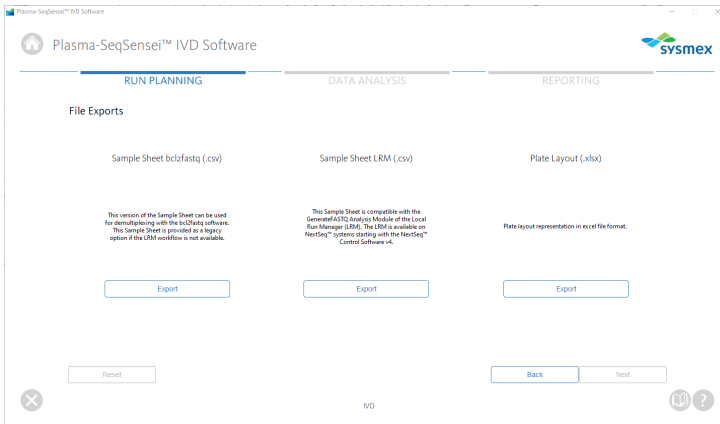 Plasma-SeqSensei™ IVD Software
Plasma-SeqSensei™ IVD Software
sysmex
RUN PLANNING
DATA ANALYSIS
REPORTING
File Exports
Sample Sheet bcl2fastq (.csv)
Sample Sheet LRM (.csv)
Plate Layout (.xlsx)
This version of the Sample Sheet can be used
for demultiplexing with the bcl2fastq software.
This Sample Sheet is provided as a legacy
option if the LRM workflow is not available.
This Sample Sheet is compatible with the
GenerateFASTQ Analysis Module of the Local
Run Manager (LRM). The LRM is available on
NextSeq™ systems starting with the NextSeq™
Control Software v4.
Plate layout representation in excel file format.
Export
Export
Export
Reset
Back
Next
IVD
?